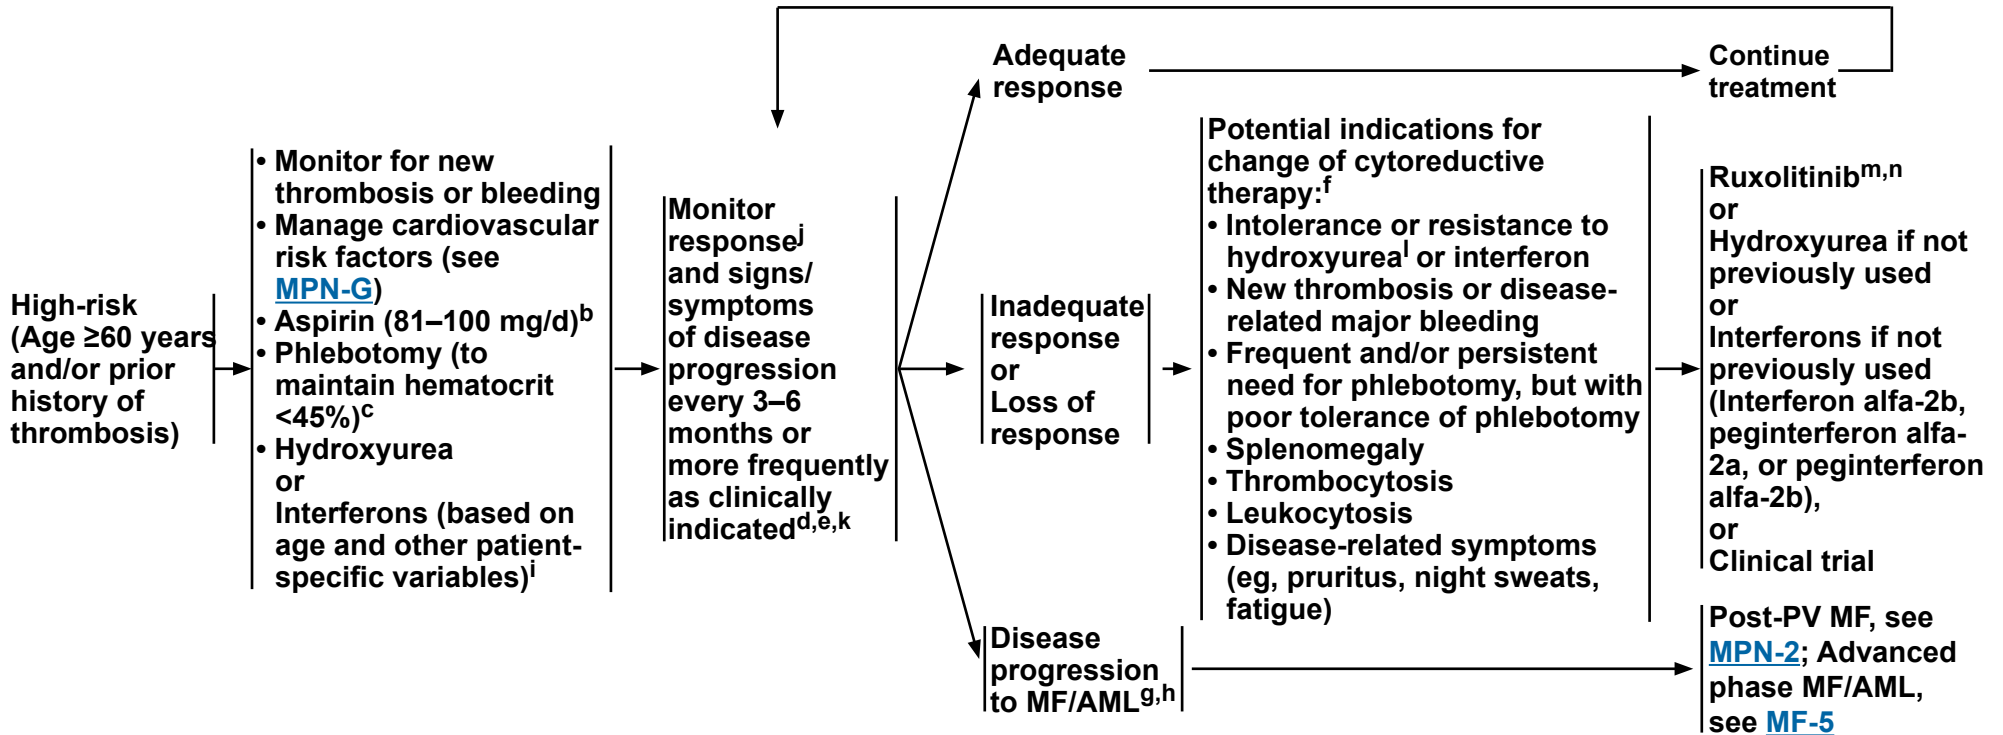 High-risk
(Age ≥60 years
and/or prior
history of
thrombosis)
• Monitor for new
thrombosis or bleeding
• Manage cardiovascular
risk factors (see
MPN-G)
• Aspirin (81–100 mg/d)b
• Phlebotomy (to
maintain hematocrit
<45%)c
• Hydroxyurea
or
Interferons (based on
age and other patient-
specific variables)i
Monitor
responsej
and signs/
symptoms
of disease
progression
every 3–6
months or
more frequently
as clinically
indicatedd,e,k
Adequate
response
Continue
treatment
Inadequate
response
or
Loss of
response
Potential indications for
change of cytoreductive
therapy:f
• Intolerance or resistance to
hydroxyureal or interferon
• New thrombosis or disease-
related major bleeding
• Frequent and/or persistent
need for phlebotomy, but with
poor tolerance of phlebotomy
• Splenomegaly
• Thrombocytosis
• Leukocytosis
• Disease-related symptoms
(eg, pruritus, night sweats,
fatigue)
Ruxolitinibm,n
or
Hydroxyurea if not
previously used
or
Interferons if not
previously used
(Interferon alfa-2b,
peginterferon alfa-
2a, or peginterferon
alfa-2b),
or
Clinical trial
Disease
progression
to MF/AMLg,h
Post-PV MF, see
MPN-2; Advanced
phase MF/AML,
see MF-5